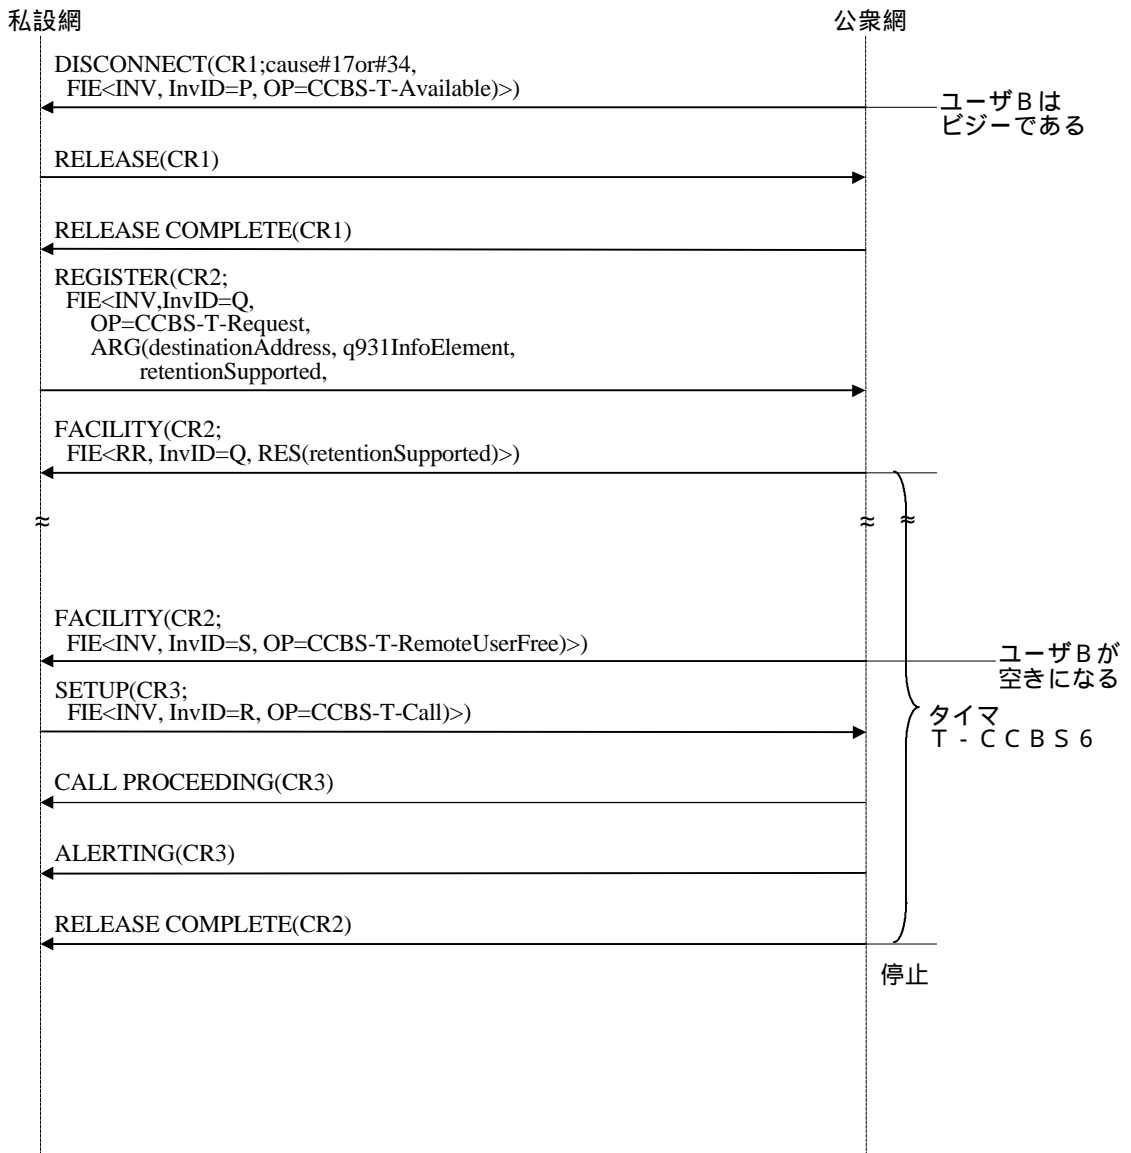 私設網
公衆網
DISCONNECT(CR1;cause#17or#34,
FIE<INV, InvID=P, OP=CCBS-T-Available)>)
ユーザBは
ビジーである
RELEASE(CR1)
RELEASE COMPLETE(CR1)
REGISTER(CR2;
FIE<INV,InvID=Q,
OP=CCBS-T-Request,
ARG(destinationAddress, q931InfoElement,
retentionSupported,
FACILITY(CR2;
FIE<RR, InvID=Q, RES(retentionSupported)>)
≈ ≈ ≈
FACILITY(CR2;
FIE<INV, InvID=S, OP=CCBS-T-RemoteUserFree)>)
ユーザBが
空きになる
SETUP(CR3;
FIE<INV, InvID=R, OP=CCBS-T-Call)>)
タイマ
T-CCBS6
CALL PROCEEDING(CR3)
ALERTING(CR3)
RELEASE COMPLETE(CR2)
停止